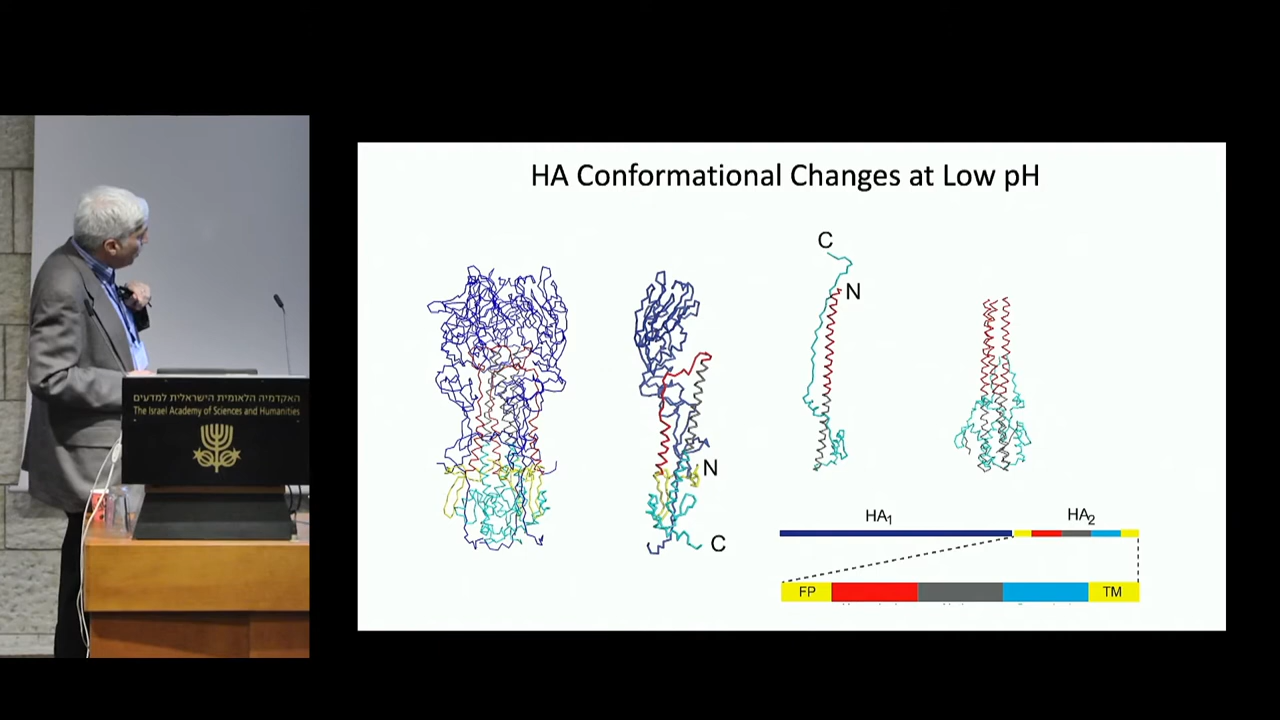 HA Conformational Changes at Low pH
C
N
N
C
HA1
HA2
FP
TM
האקדמיה הלאומית הישראלית למדעים
The Israel Academy of Sciences and Humanities